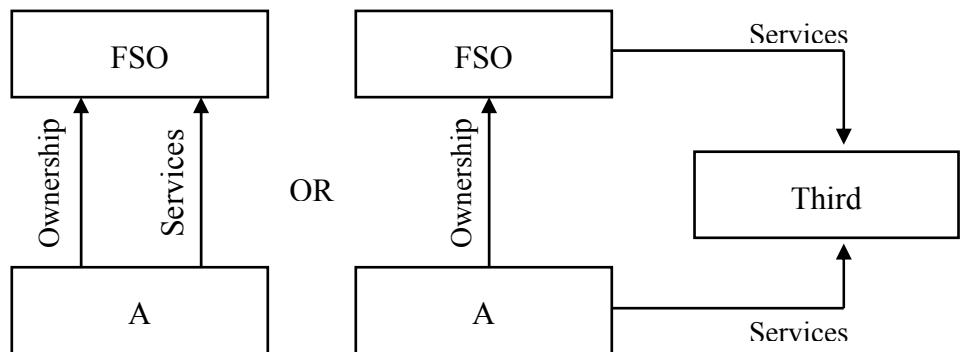 FSO
Ownership
Services
A
OR
FSO
Services
Ownership
Third
A
Services